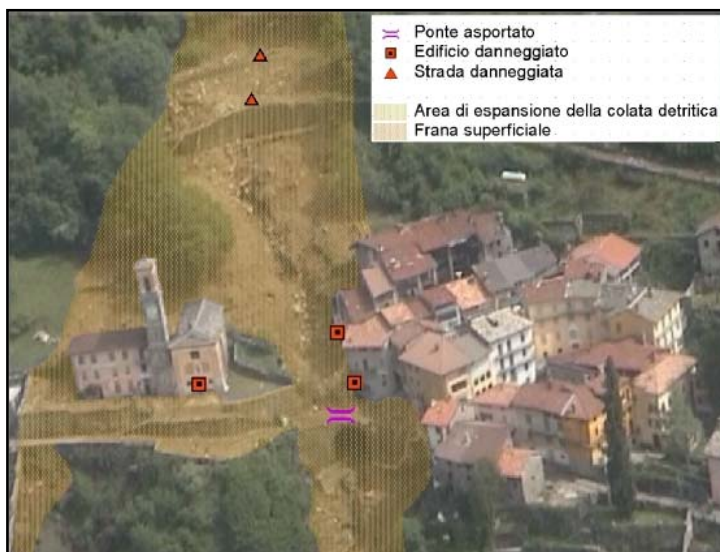 Ponte asportato
Edificio danneggiato
Strada danneggiata
Area di espansione della colata detritica
Frana superficiale